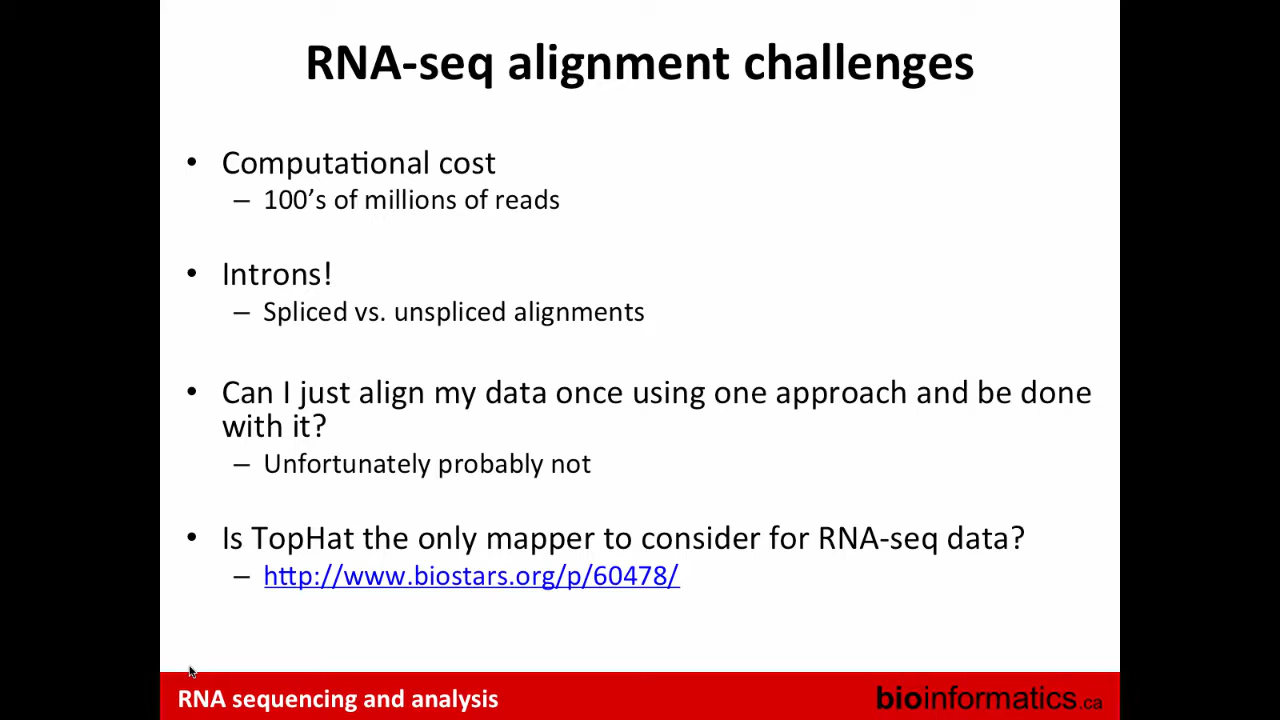 RNA-seq alignment challenges
• Computational cost
– 100’s of millions of reads
• Introns!
– Spliced vs. unspliced alignments
• Can I just align my data once using one approach and be done
with it?
– Unfortunately probably not
• Is TopHat the only mapper to consider for RNA-seq data?
– http://www.biostars.org/p/60478/
RNA sequencing and analysis
bioinformatics.ca